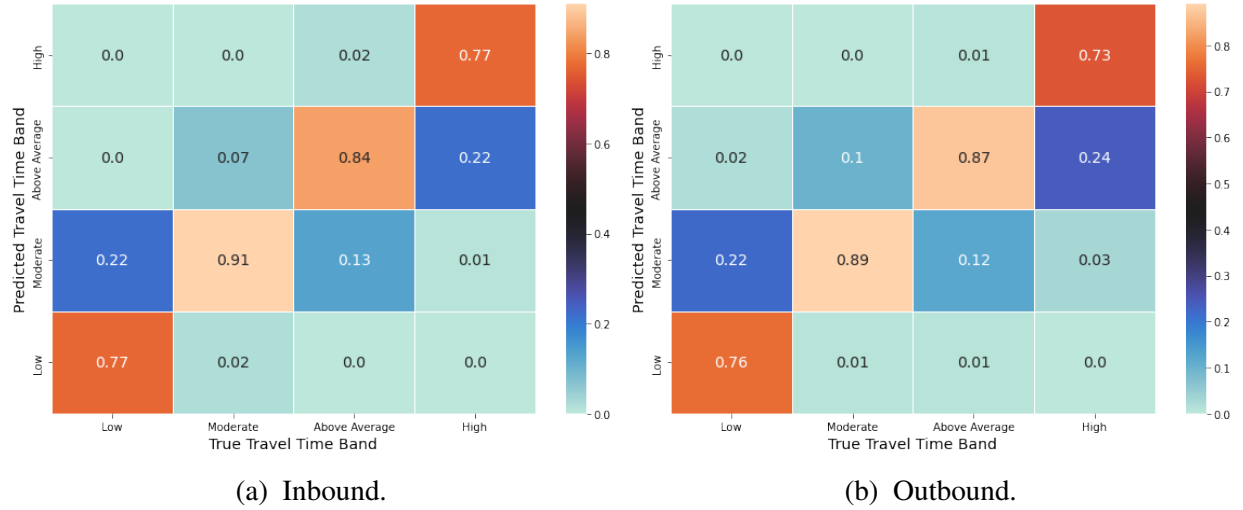 High
0.0 0.0 0.02 0.77
Above Average
0.0 0.07 0.84 0.22
Moderate
0.22 0.91 0.13 0.01
Low
0.77 0.02 0.0 0.0
Predicted Travel Time Band
Low Moderate Above Average High
True Travel Time Band
0.8
0.6
0.4
0.2
0.0
(a) Inbound.
High
0.0 0.0 0.01 0.73
Above Average
0.02 0.1 0.87 0.24
Moderate
0.22 0.89 0.12 0.03
Low
0.76 0.01 0.01 0.0
Predicted Travel Time Band
Low Moderate Above Average High
True Travel Time Band
0.8
0.7
0.6
0.5
0.4
0.3
0.2
0.1
0.0
(b) Outbound.